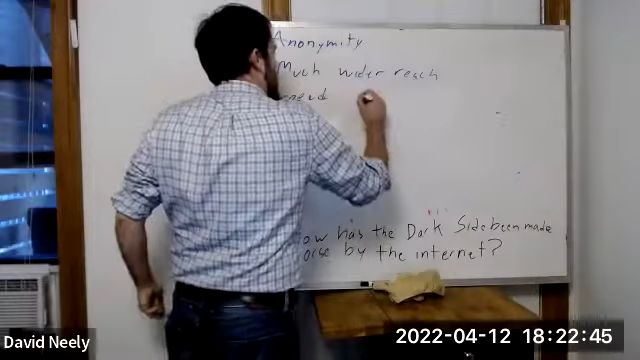 Anonymity
Much wider reach
need
How has the Dark Side been made
worse by the internet?
David Neely
2022-04-12 18:22:45